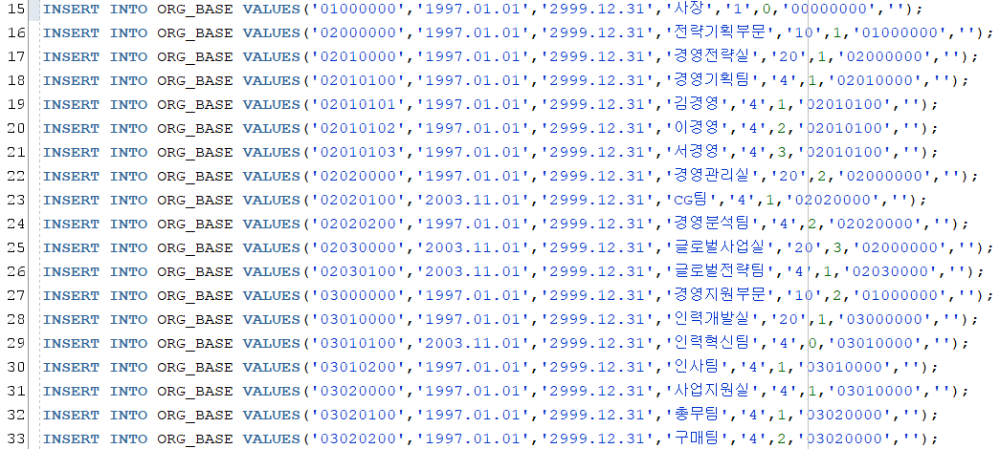 15 INSERT INTO ORG_BASE VALUES('01000000','1997.01.01','2999.12.31','사장','1',0,'00000000','');
16 INSERT INTO ORG_BASE VALUES('02000000','1997.01.01','2999.12.31','전략기획부문','10',1,'01000000','');
17 INSERT INTO ORG_BASE VALUES('02010000','1997.01.01','2999.12.31','경영전략실','20',1,'02000000','');
18 INSERT INTO ORG_BASE VALUES('02010100','1997.01.01','2999.12.31','경영기획팀','4',1,'02010000','');
19 INSERT INTO ORG_BASE VALUES('02010101','1997.01.01','2999.12.31','김경영','4',1,'02010100','');
20 INSERT INTO ORG_BASE VALUES('02010102','1997.01.01','2999.12.31','이경영','4',2,'02010100','');
21 INSERT INTO ORG_BASE VALUES('02010103','1997.01.01','2999.12.31','서경영','4',3,'02010100','');
22 INSERT INTO ORG_BASE VALUES('02020000','1997.01.01','2999.12.31','경영관리실','20',2,'02000000','');
23 INSERT INTO ORG_BASE VALUES('02020100','2003.11.01','2999.12.31','CG팀','4',1,'02020000','');
24 INSERT INTO ORG_BASE VALUES('02020200','2003.11.01','2999.12.31','경영분석팀','4',2,'02020000','');
25 INSERT INTO ORG_BASE VALUES('02030000','2003.11.01','2999.12.31','글로벌사업실','20',3,'02000000','');
26 INSERT INTO ORG_BASE VALUES('02030100','2003.11.01','2999.12.31','글로벌전략팀','4',1,'02030000','');
27 INSERT INTO ORG_BASE VALUES('03000000','1997.01.01','2999.12.31','경영지원부문','10',2,'01000000','');
28 INSERT INTO ORG_BASE VALUES('03010000','1997.01.01','2999.12.31','인력개발실','20',1,'03000000','');
29 INSERT INTO ORG_BASE VALUES('03010100','2003.11.01','2999.12.31','인력혁신팀','4',0,'03010000','');
30 INSERT INTO ORG_BASE VALUES('03010200','1997.01.01','2999.12.31','인사팀','4',1,'03010000','');
31 INSERT INTO ORG_BASE VALUES('03020000','1997.01.01','2999.12.31','사업지원실','4',1,'03010000','');
32 INSERT INTO ORG_BASE VALUES('03020100','1997.01.01','2999.12.31','총무팀','4',1,'03020000','');
33 INSERT INTO ORG_BASE VALUES('03020200','1997.01.01','2999.12.31','구매팀','4',2,'03020000','');